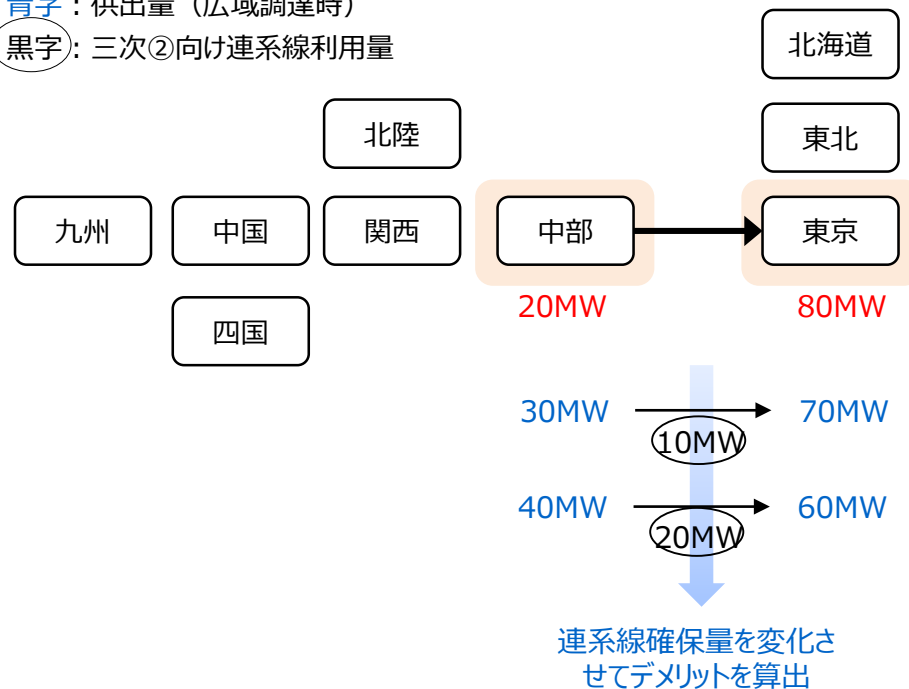 青字：供出量（広域調達時）
黒字：三次②向け連系線利用量
北海道
北陸
東北
九州
中国
関西
中部
東京
20MW
80MW
四国
30MW
70MW
10MW
40MW
60MW
20MW
連系線確保量を変化さ
せてデメリットを算出